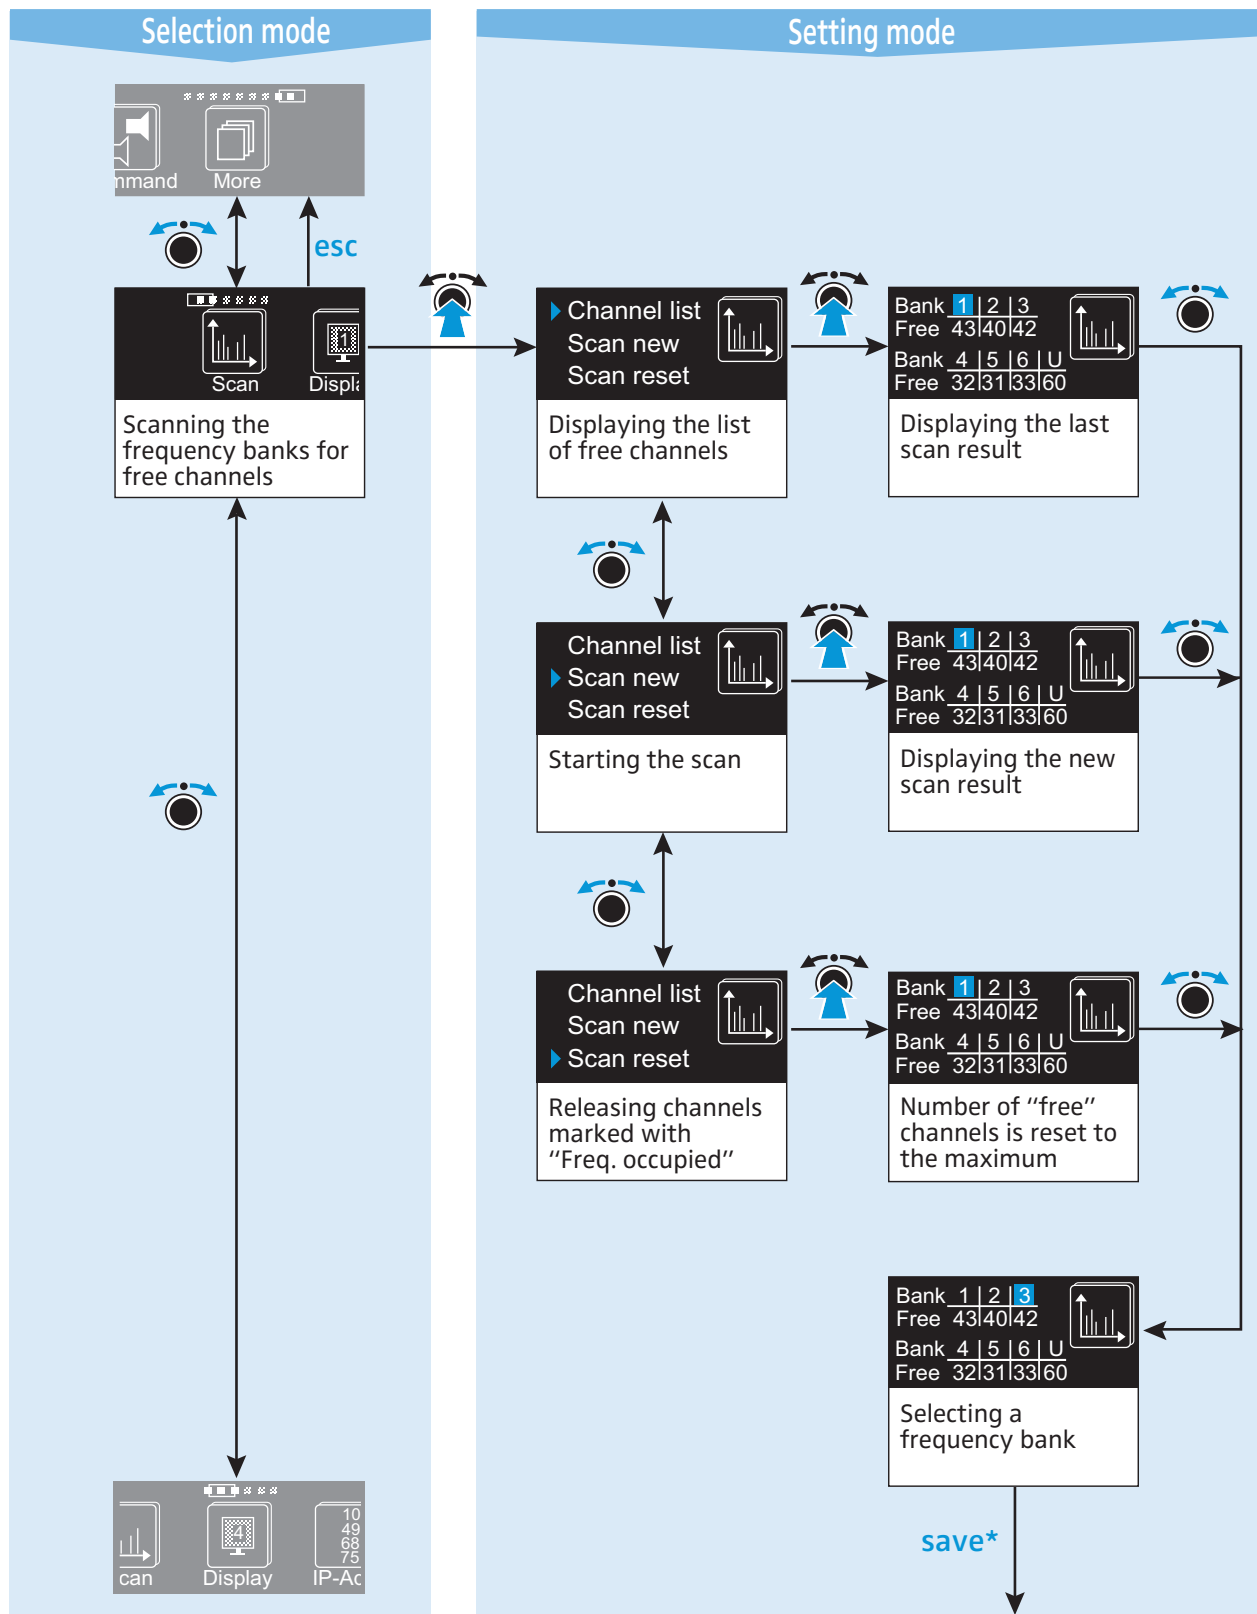 Selection mode
Setting mode
mmand
More
esc
Scan
Displa
Scanning the
frequency banks for
free channels
Channel list
Scan new
Scan reset
Displaying the list
of free channels
Bank 1 | 2 | 3
Free 43|40|42
Bank 4 | 5 | 6 | U
Free 32|31|33|60
Displaying the last
scan result
Channel list
Scan new
Scan reset
Starting the scan
Bank 1 | 2 | 3
Free 43|40|42
Bank 4 | 5 | 6 | U
Free 32|31|33|60
Displaying the new
scan result
Channel list
Scan new
Scan reset
Releasing channels
marked with
"Freq. occupied"
Bank 1 | 2 | 3
Free 43|40|42
Bank 4 | 5 | 6 | U
Free 32|31|33|60
Number of "free"
channels is reset to
the maximum
Bank 1 | 2 | 3
Free 43|40|42
Bank 4 | 5 | 6 | U
Free 32|31|33|60
Selecting a
frequency bank
save*
can
4
Display
10
49
68
75
IP-Ac
1